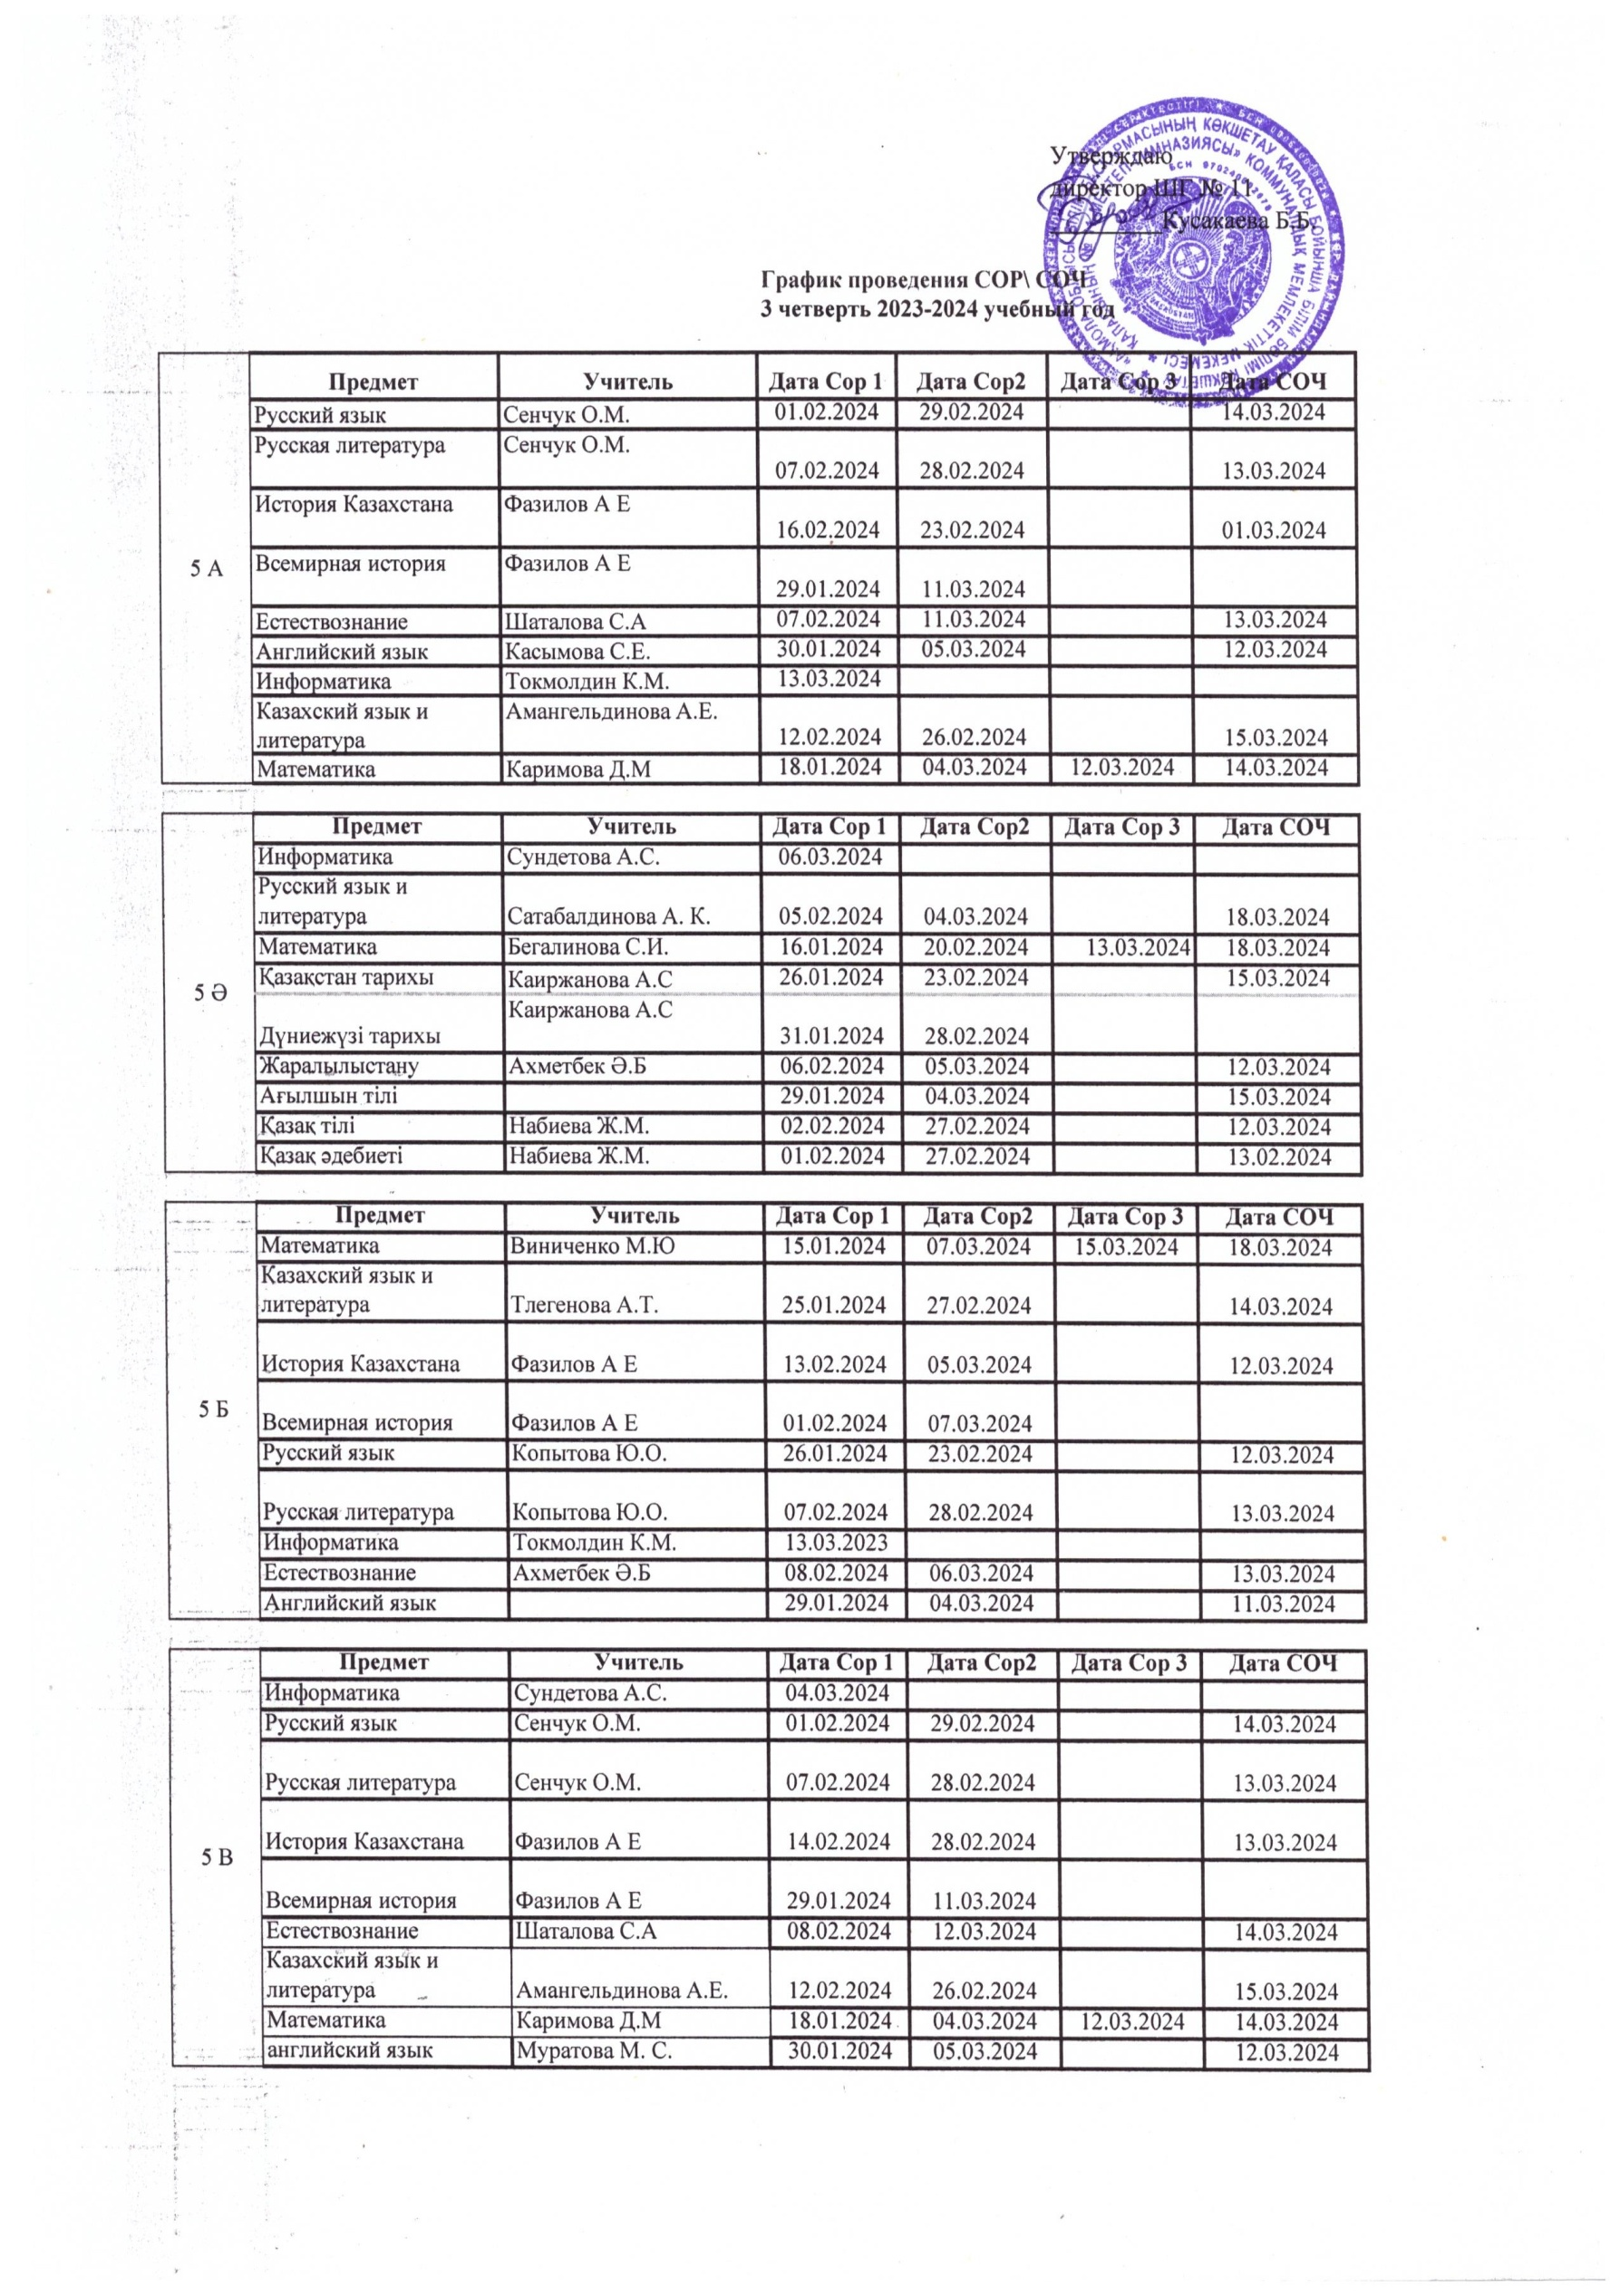 Утверждаю
директор ШГ № 11
Кусакаева Б.Б.
График проведения СОР\ СОЧ
3 четверть 2023-2024 учебный год
5 А
Предмет Учитель Дата Сор 1 Дата Сор2 Дата Сор 3 Дата СОЧ
Русский язык Сенчук О.М. 01.02.2024 29.02.2024 14.03.2024
Русская литература Сенчук О.М. 07.02.2024 28.02.2024 13.03.2024
История Казахстана Фазилов А Е 16.02.2024 23.02.2024 01.03.2024
Всемирная история Фазилов А Е 29.01.2024 11.03.2024
Естествознание Шаталова С.А 07.02.2024 11.03.2024 13.03.2024
Английский язык Касымова С.Е. 30.01.2024 05.03.2024 12.03.2024
Информатика Токмолдин К.М. 13.03.2024
Казахский язык и
литература Амангельдинова А.Е. 12.02.2024 26.02.2024 15.03.2024
Математика Каримова Д.М 18.01.2024 04.03.2024 12.03.2024 14.03.2024
5 Ә
Предмет Учитель Дата Сор 1 Дата Сор2 Дата Сор 3 Дата СОЧ
Информатика Сундетова А.С. 06.03.2024
Русский язык и
литература Сатабалдинова А. К. 05.02.2024 04.03.2024 18.03.2024
Математика Бегалинова С.И. 16.01.2024 20.02.2024 13.03.2024 18.03.2024
Қазақстан тарихы Каиржанова А.С 26.01.2024 23.02.2024 15.03.2024
Дүниежүзі тарихы Каиржанова А.С 31.01.2024 28.02.2024
Жаралылыстану Ахметбек Ә.Б 06.02.2024 05.03.2024 12.03.2024
Ағылшын тілі 29.01.2024 04.03.2024 15.03.2024
Қазақ тілі Набиева Ж.М. 02.02.2024 27.02.2024 12.03.2024
Қазақ әдебиеті Набиева Ж.М. 01.02.2024 27.02.2024 13.02.2024
5 Б
Предмет Учитель Дата Сор 1 Дата Сор2 Дата Сор 3 Дата СОЧ
Математика Виниченко М.Ю 15.01.2024 07.03.2024 15.03.2024 18.03.2024
Казахский язык и
литература Тлегенова А.Т. 25.01.2024 27.02.2024 14.03.2024
История Казахстана Фазилов А Е 13.02.2024 05.03.2024 12.03.2024
Всемирная история Фазилов А Е 01.02.2024 07.03.2024
Русский язык Копытова Ю.О. 26.01.2024 23.02.2024 12.03.2024
Русская литература Копытова Ю.О. 07.02.2024 28.02.2024 13.03.2024
Информатика Токмолдин К.М. 13.03.2023
Естествознание Ахметбек Ә.Б 08.02.2024 06.03.2024 13.03.2024
Английский язык 29.01.2024 04.03.2024 11.03.2024
5 В
Предмет Учитель Дата Сор 1 Дата Сор2 Дата Сор 3 Дата СОЧ
Информатика Сундетова А.С. 04.03.2024
Русский язык Сенчук О.М. 01.02.2024 29.02.2024 14.03.2024
Русская литература Сенчук О.М. 07.02.2024 28.02.2024 13.03.2024
История Казахстана Фазилов А Е 14.02.2024 28.02.2024 13.03.2024
Всемирная история Фазилов А Е 29.01.2024 11.03.2024
Естествознание Шаталова С.А 08.02.2024 12.03.2024 14.03.2024
Казахский язык и
литература Амангельдинова А.Е. 12.02.2024 26.02.2024 15.03.2024
Математика Каримова Д.М 18.01.2024 04.03.2024 12.03.2024 14.03.2024
английский язык Муратова М. С. 30.01.2024 05.03.2024 12.03.2024